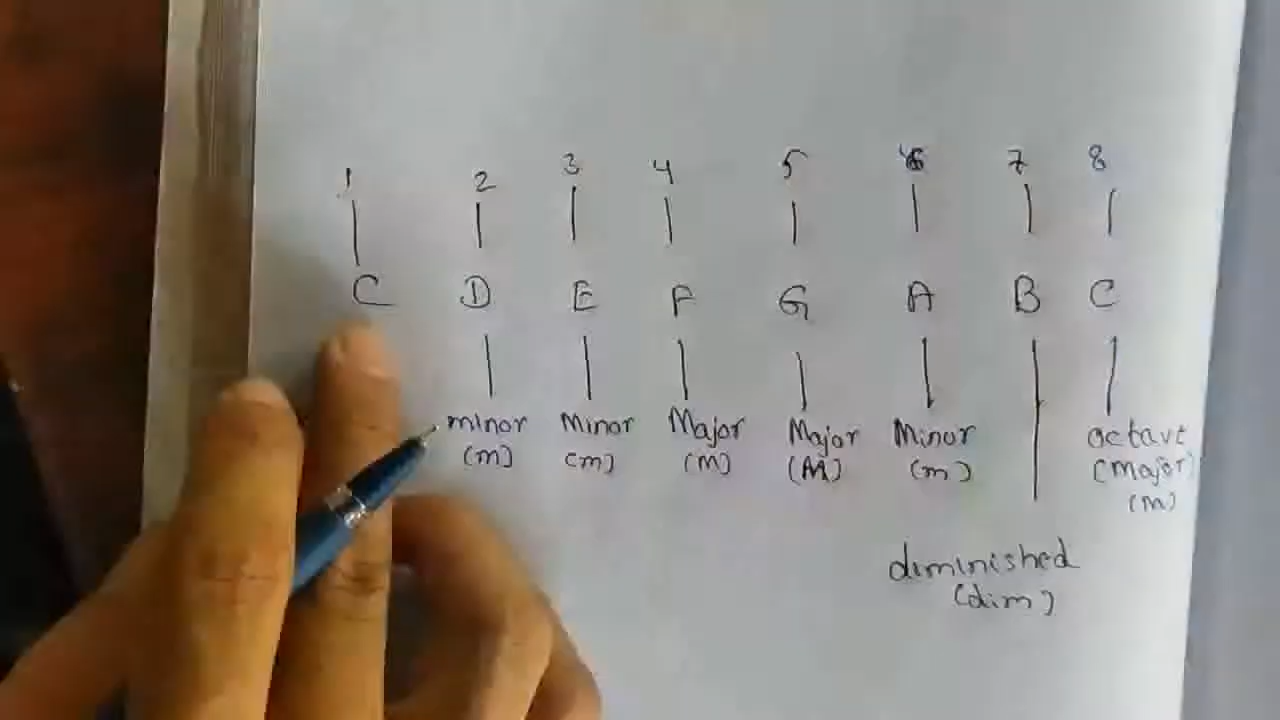 1 2 3 4 5 6 7 8
C D E F G A B C
minor Minor Major Major Minor octave
(m) (m) (M) (M) (m) (Major)
(M)
diminished
(dim)